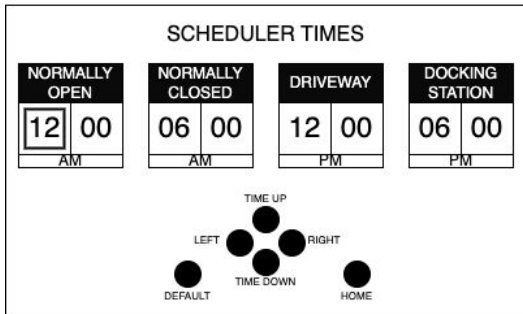 SCHEDULER TIMES
NORMALLY
OPEN
12 00
AM
NORMALLY
CLOSED
06 00
AM
DRIVEWAY
12 00
PM
DOCKING
STATION
06 00
PM
TIME UP
LEFT
RIGHT
TIME DOWN
DEFAULT
HOME